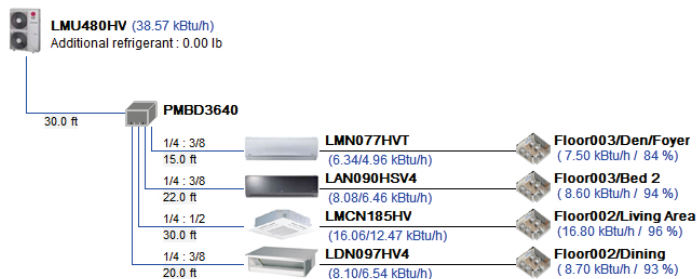 LMU480HV (38.57 kBtu/h)
Additional refrigerant : 0.00 lb
30.0 ft
PMBD3640
1/4 : 3/8
15.0 ft
LMN077HVT
(6.34/4.96 kBtu/h)
Floor003/Den/Foyer
( 7.50 kBtu/h / 84 %)
1/4 : 3/8
22.0 ft
LAN090HSV4
(8.08/6.46 kBtu/h)
Floor003/Bed 2
( 8.60 kBtu/h / 94 %)
1/4 : 1/2
30.0 ft
LMCN185HV
(16.06/12.47 kBtu/h)
Floor002/Living Area
(16.80 kBtu/h / 96 %)
1/4 : 3/8
20.0 ft
LDN097HV4
(8.10/6.54 kBtu/h)
Floor002/Dining
( 8.70 kBtu/h / 93 %)